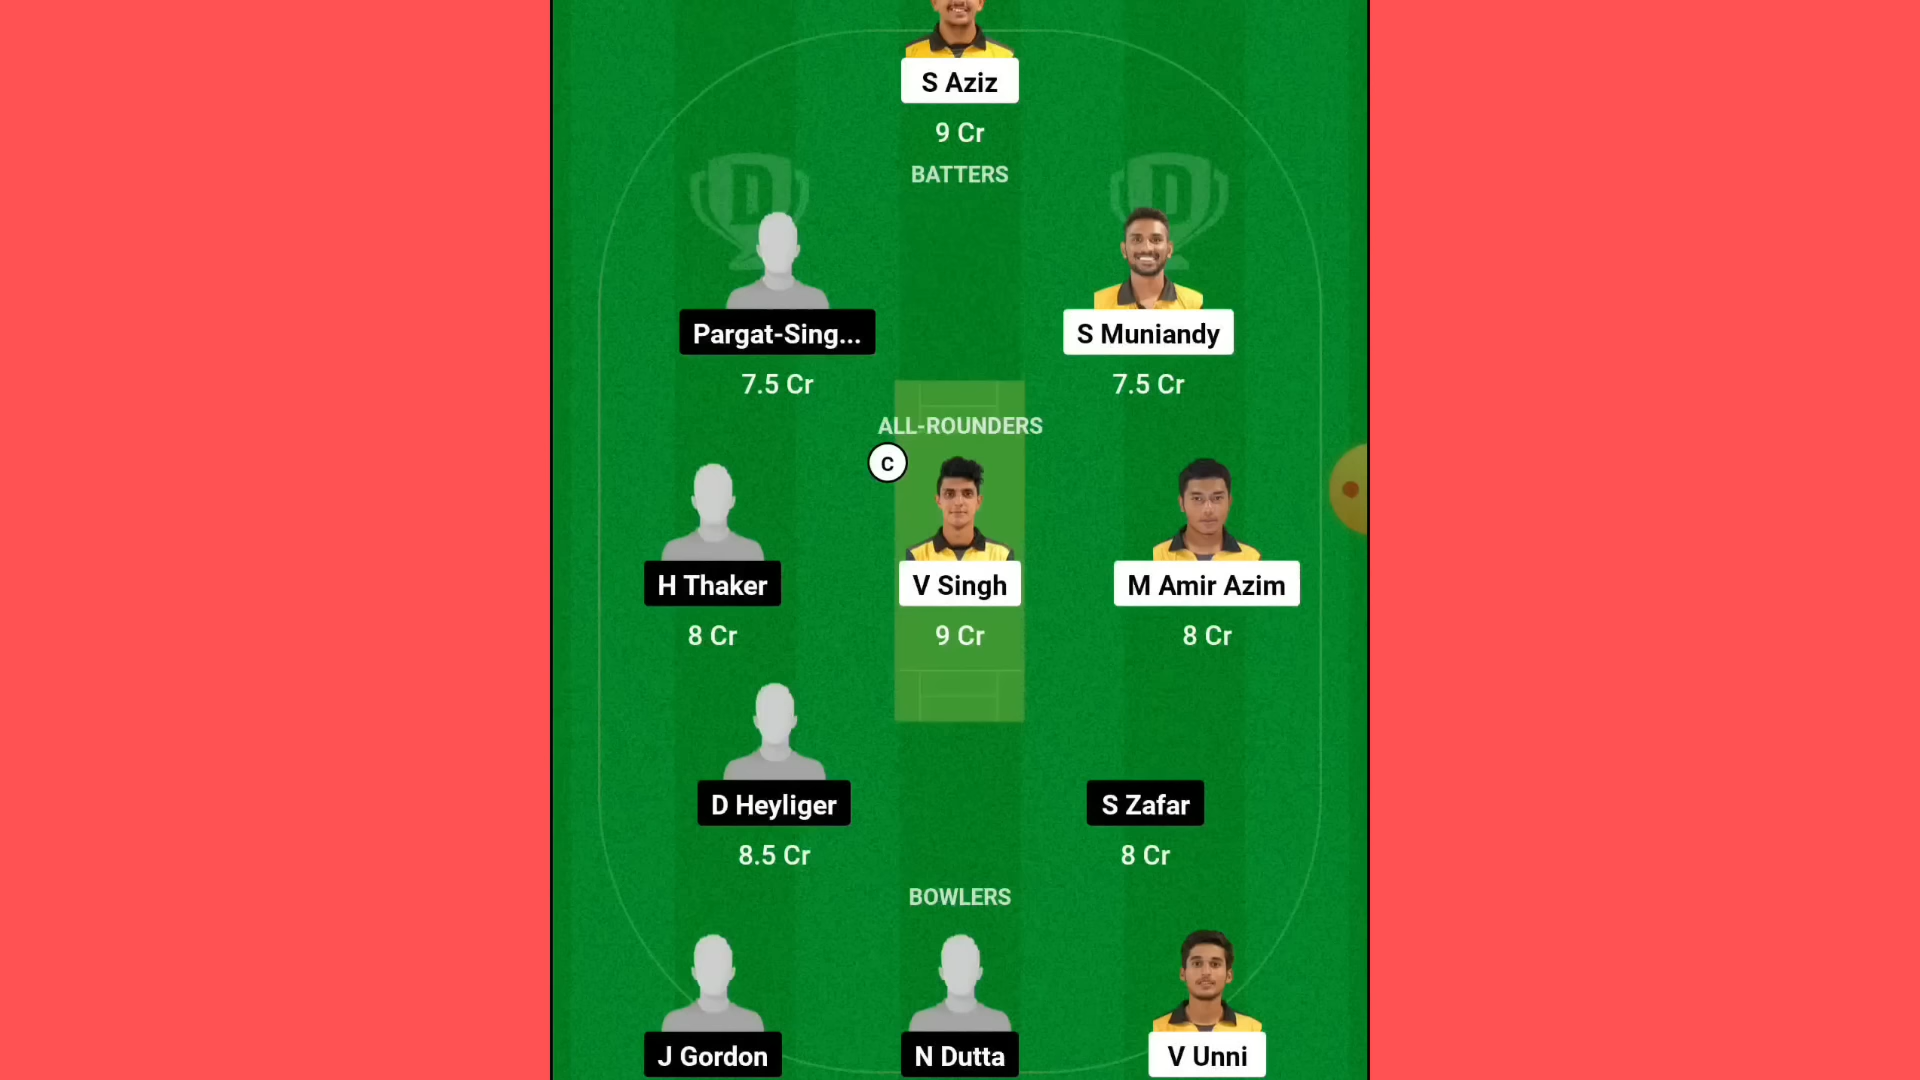 S Aziz
9 Cr
BATTERS
D D
Pargat-Sing... S Muniandy
7.5 Cr 7.5 Cr
ALL-ROUNDERS
C
H Thaker V Singh M Amir Azim
8 Cr 9 Cr 8 Cr
D Heyliger S Zafar
8.5 Cr 8 Cr
BOWLERS
J Gordon N Dutta V Unni